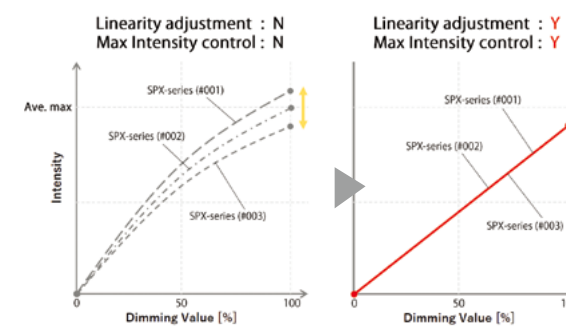 Linearity adjustment : N
Max Intensity control : N
Ave. max
Intensity
SPX-series (#001)
SPX-series (#002)
SPX-series (#003)
0
50
100
Dimming Value [%]
Linearity adjustment : Y
Max Intensity control : Y
SPX-series (#001)
SPX-series (#002)
SPX-series (#003)
0
50
Dimming Value [%]